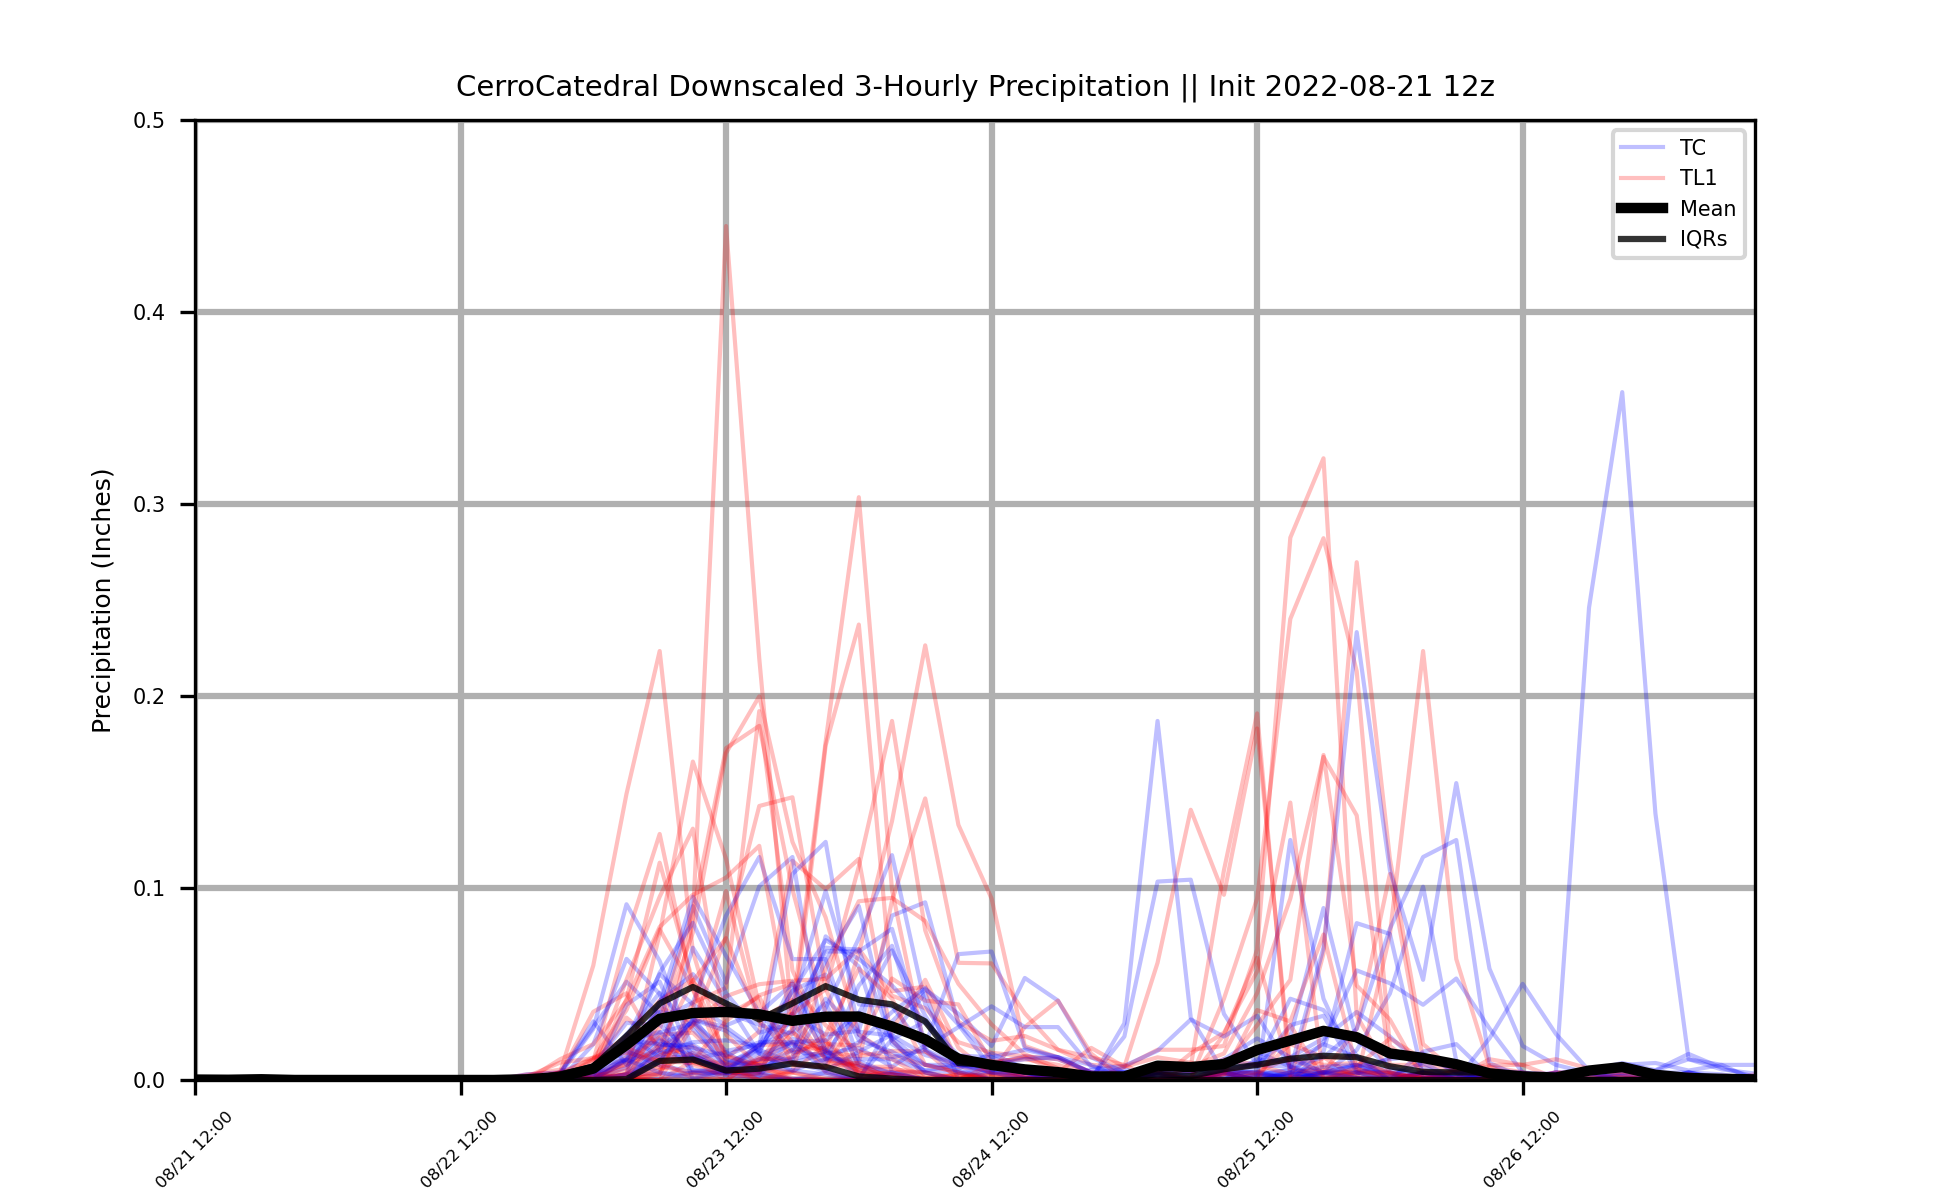 CerroCatedral Downscaled 3-Hourly Precipitation || Init 2022-08-21 12z
Precipitation (Inches)
0.5
0.4
0.3
0.2
0.1
0.0
TC
TL1
Mean
IQRs
08/21 12:00
08/22 12:00
08/23 12:00
08/24 12:00
08/25 12:00
08/26 12:00